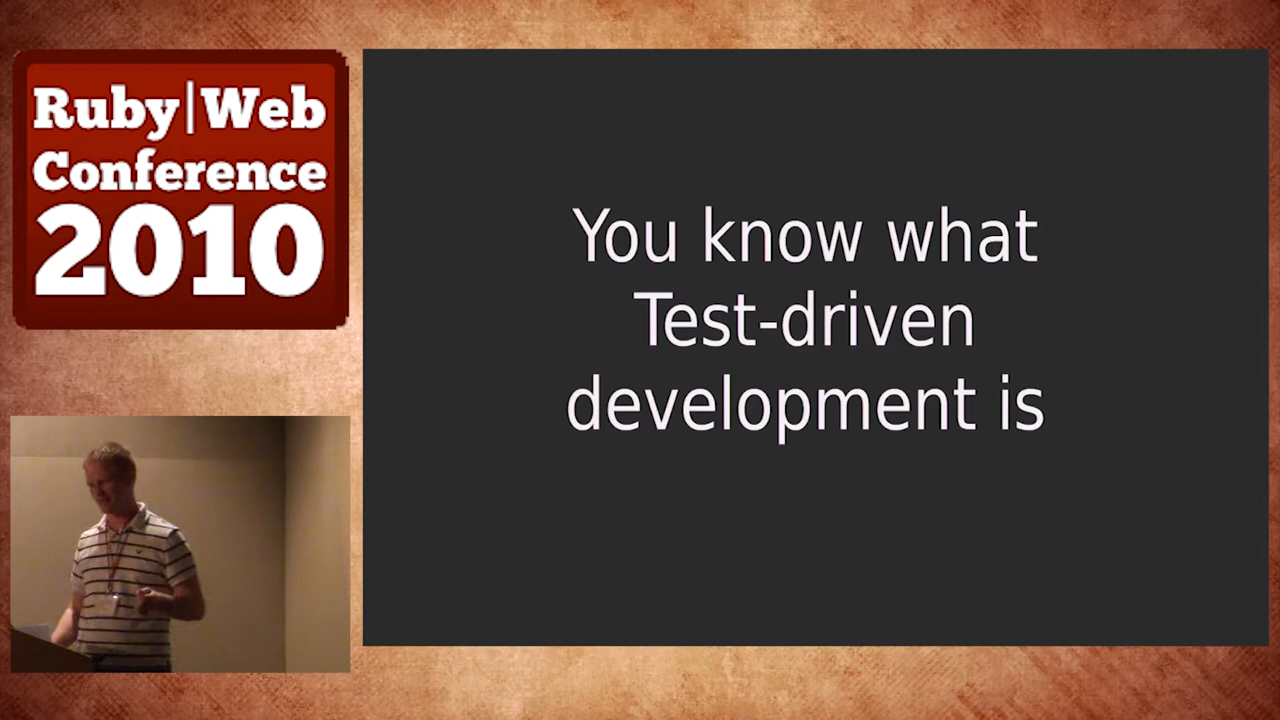 Ruby|Web
Conference
2010
You know what
Test-driven
development is